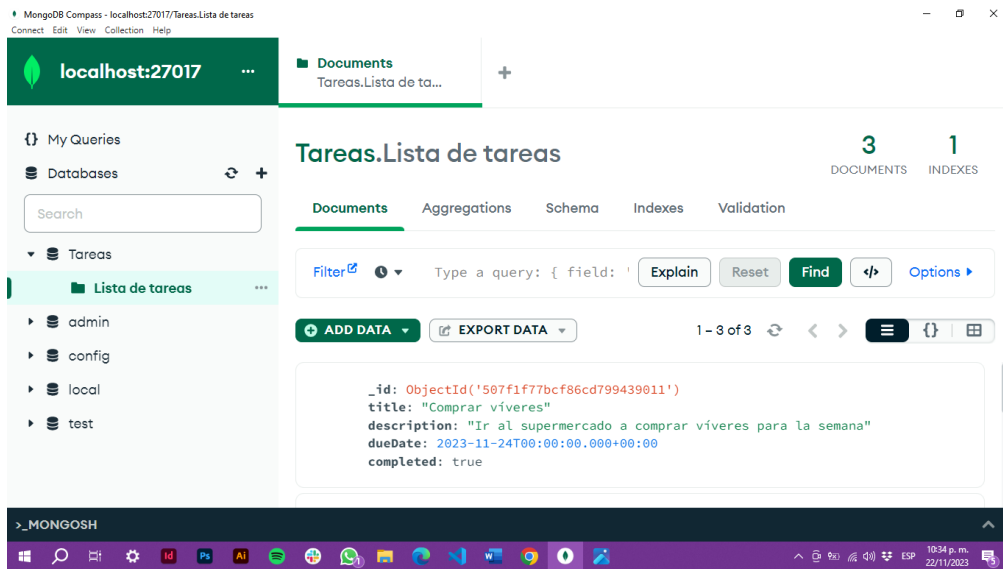 MongoDB Compass - localhost:27017/Tareas.Lista de tareas
Connect Edit View Collection Help
localhost:27017 ...
Documents
Tareas.Lista de ta...
{} My Queries
Databases
Search
Tareas
Lista de tareas
admin
config
local
test
Tareas.Lista de tareas
3
DOCUMENTS
1
INDEXES
Documents Aggregations Schema Indexes Validation
Filter Type a query: { field: ' Explain Reset Find </> Options
ADD DATA EXPORT DATA 1 – 3 of 3 {}
_id: ObjectId('507f1f77bcf86cd799439011')
title: "Comprar víveres"
description: "Ir al supermercado a comprar víveres para la semana"
dueDate: 2023-11-24T00:00:00.000+00:00
completed: true
>_MONGOSH
Id Ps Ai ESP 10:34 p. m.
22/11/2023